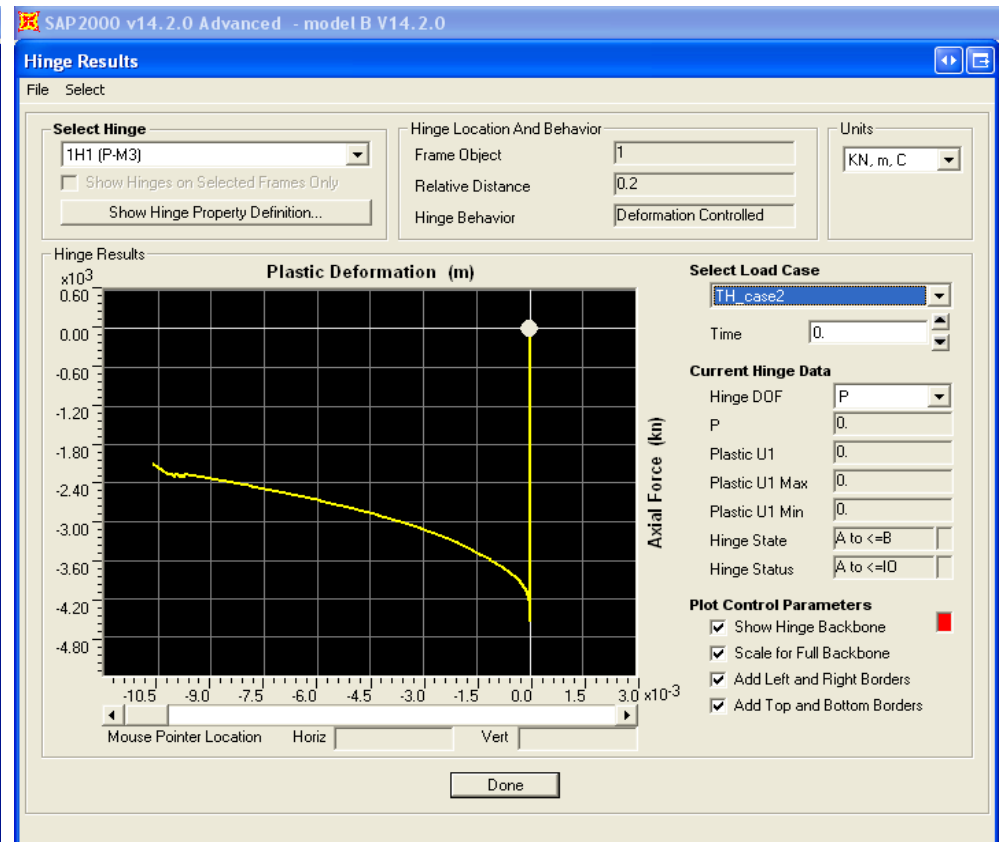 SAP2000 v14.2.0 Advanced - model B V14.2.0
Hinge Results
File Select
Select Hinge
1H1 (P-M3)
Show Hinges on Selected Frames Only
Show Hinge Property Definition...
Hinge Location And Behavior
Frame Object 1
Relative Distance 0.2
Hinge Behavior Deformation Controlled
Units
KN, m, C
Hinge Results
Plastic Deformation (m)
x10^3
0.60
0.00
-0.60
-1.20
-1.80
-2.40
-3.00
-3.60
-4.20
-4.80
-10.5 -9.0 -7.5 -6.0 -4.5 -3.0 -1.5 0.0 1.5 3.0 x10^-3
Axial Force (kn)
Mouse Pointer Location Horiz Vert
Select Load Case
TH_case2
Time 0.
Current Hinge Data
Hinge DOF P
P 0.
Plastic U1 0.
Plastic U1 Max 0.
Plastic U1 Min 0.
Hinge State A to <=B
Hinge Status A to <=IO
Plot Control Parameters
Show Hinge Backbone
Scale for Full Backbone
Add Left and Right Borders
Add Top and Bottom Borders
Done